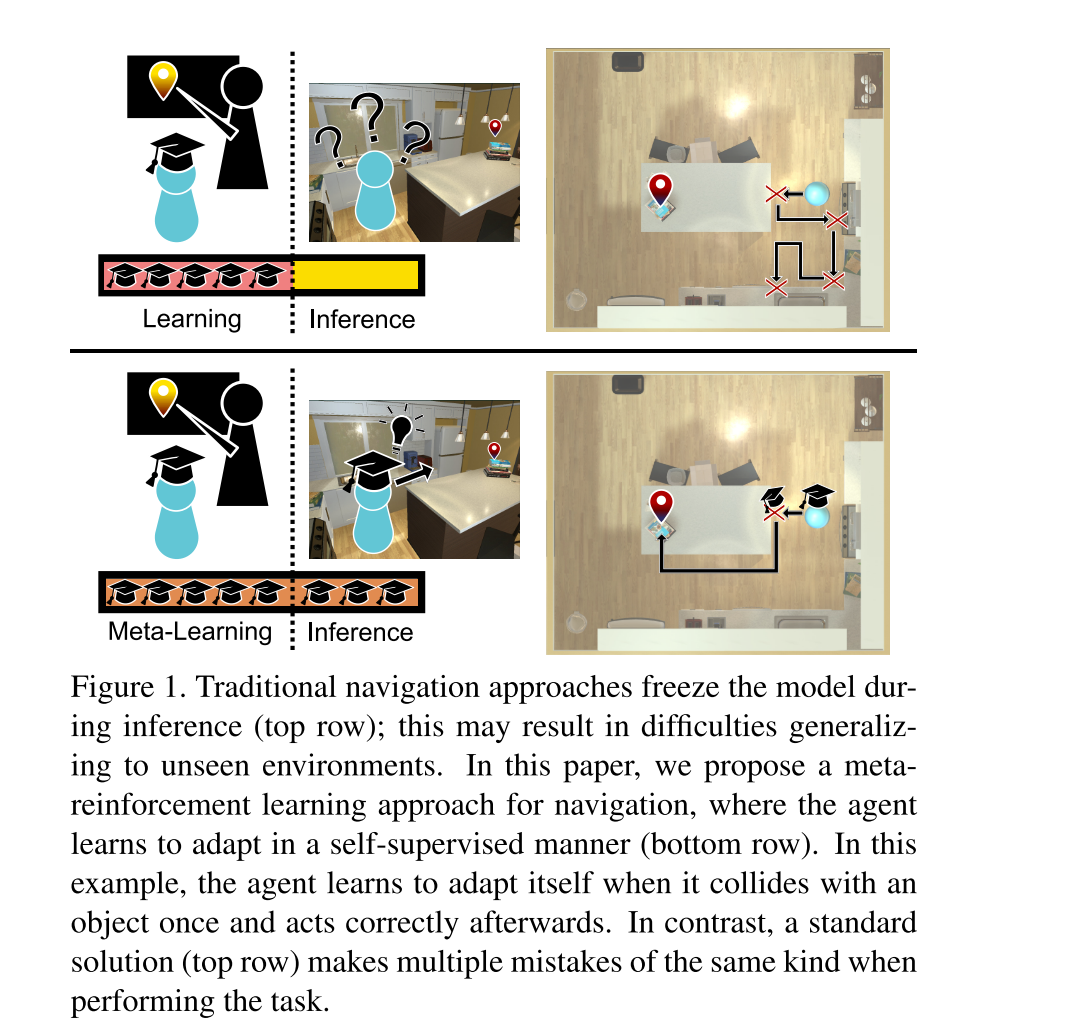 ? ? ?
Learning Inference
Meta-Learning Inference
Figure 1. Traditional navigation approaches freeze the model dur-
ing inference (top row); this may result in difficulties generaliz-
ing to unseen environments. In this paper, we propose a meta-
reinforcement learning approach for navigation, where the agent
learns to adapt in a self-supervised manner (bottom row). In this
example, the agent learns to adapt itself when it collides with an
object once and acts correctly afterwards. In contrast, a standard
solution (top row) makes multiple mistakes of the same kind when
performing the task.